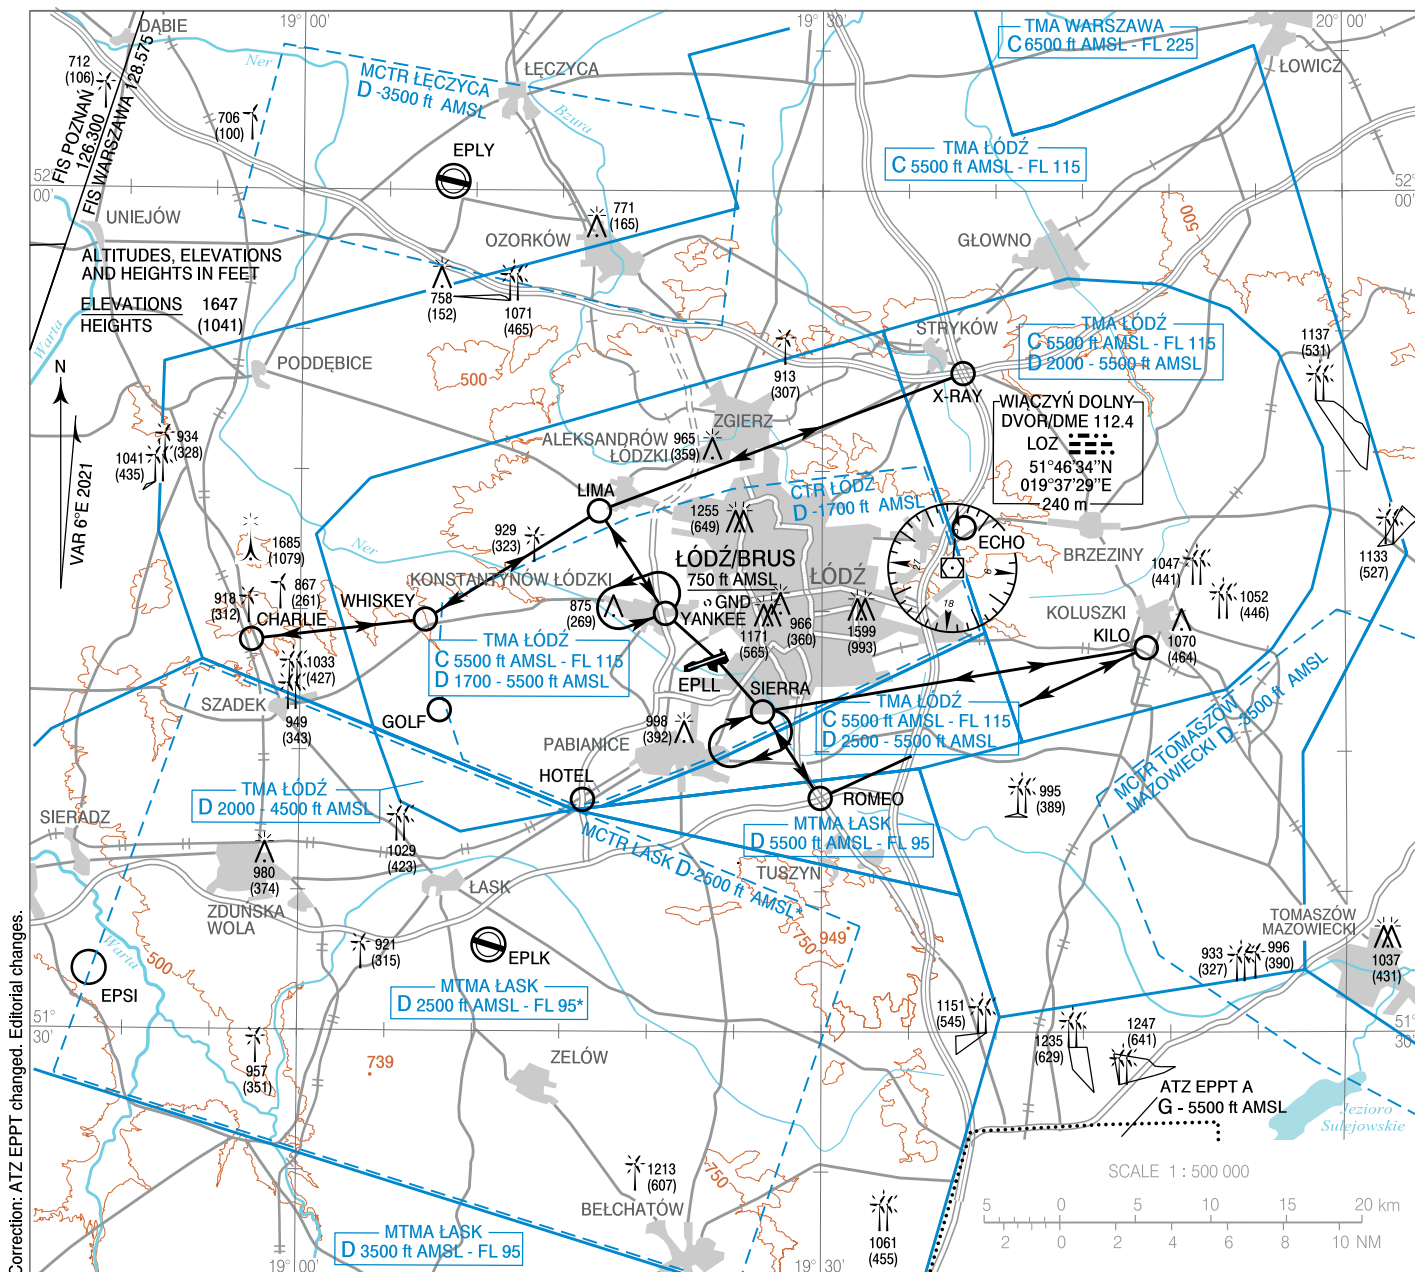 19° 00'
19° 30'
20° 00'
DĄBIE
712
(106)
FIS POZNAŃ
126.300
FIS WARSZAWA 128.575
Ner
MCTR ŁĘCZYCA
D -3500 ft AMSL
ŁĘCZYCA
Bzura
TMA WARSZAWA
C 6500 ft AMSL - FL 225
ŁOWICZ
706
(100)
EPLY
TMA ŁÓDŹ
C 5500 ft AMSL - FL 115
52°
00'
52°
00'
UNIEJÓW
771
(165)
OZORKÓW
GŁOWNO
500
ALTITUDES, ELEVATIONS
AND HEIGHTS IN FEET
ELEVATIONS 1647
HEIGHTS (1041)
758
(152)
1071
(465)
Warta
STRYKÓW
TMA ŁÓDŹ
C 5500 ft AMSL - FL 115
D 2000 - 5500 ft AMSL
1137
(531)
N
PODDĘBICE
500
913
(307)
X-RAY
WIĄCZYŃ DOLNY
DVOR/DME 112.4
LOZ
51°46'34"N
019°37'29"E
240 m
ZGIERZ
ALEKSANDRÓW
ŁÓDZKI
965
(359)
934
(328)
1041
(435)
VAR 6°E 2021
LIMA
CTR ŁÓDŹ
D -1700 ft AMSL
1255
(649)
929
(323)
Ner
1685
(1079)
ŁÓDŹ/BRUS
750 ft AMSL
GND
ŁÓDŹ
ECHO
BRZEZINY
1133
(527)
27
9
18
1047
(441)
1052
(446)
KONSTANTYNÓW ŁÓDZKI
867
(261)
918
(312)
CHARLIE
WHISKEY
875
(269)
YANKEE
1171
(565)
966
(360)
1599
(993)
KOLUSZKI
KILO
1070
(464)
TMA ŁÓDŹ
C 5500 ft AMSL - FL 115
D 1700 - 5500 ft AMSL
1033
(427)
EPLL
SIERRA
SZADEK
949
(343)
GOLF
998
(392)
TMA ŁÓDŹ
C 5500 ft AMSL - FL 115
D 2500 - 5500 ft AMSL
MCTR TOMASZÓW
MAZOWIECKI D -3500 ft AMSL
PABIANICE
HOTEL
TMA ŁÓDŹ
D 2000 - 4500 ft AMSL
ROMEO
995
(389)
SIERADZ
MCTR ŁASK D-2500 ft AMSL*
MTMA ŁASK
D 5500 ft AMSL - FL 95
1029
(423)
980
(374)
TUSZYN
ŁASK
ZDUŃSKA
WOLA
Warta
500
921
(315)
EPLK
750
949
TOMASZÓW
MAZOWIECKI
933
(327)
996
(390)
1037
(431)
EPSI
MTMA ŁASK
D 2500 ft AMSL - FL 95*
1151
(545)
51°
30'
51°
30'
1235
(629)
1247
(641)
957
(351)
739
ZELÓW
ATZ EPPT A
G - 5500 ft AMSL
Jezioro
Sulejowskie
1213
(607)
750
BEŁCHATÓW
SCALE 1 : 500 000
5 0 5 10 15 20 km
2 0 2 4 6 8 10 NM
MTMA ŁASK
D 3500 ft AMSL - FL 95
1061
(455)
19° 00'
19° 30'
Correction: ATZ EPPT changed. Editorial changes.